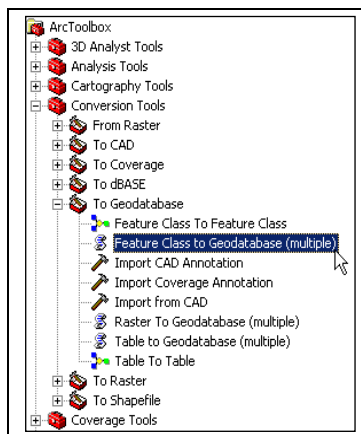 ArcToolbox
3D Analyst Tools
Analysis Tools
Cartography Tools
Conversion Tools
From Raster
To CAD
To Coverage
To dBASE
To Geodatabase
Feature Class To Feature Class
Feature Class to Geodatabase (multiple)
Import CAD Annotation
Import Coverage Annotation
Import from CAD
Raster To Geodatabase (multiple)
Table to Geodatabase (multiple)
Table To Table
To Raster
To Shapefile
Coverage Tools